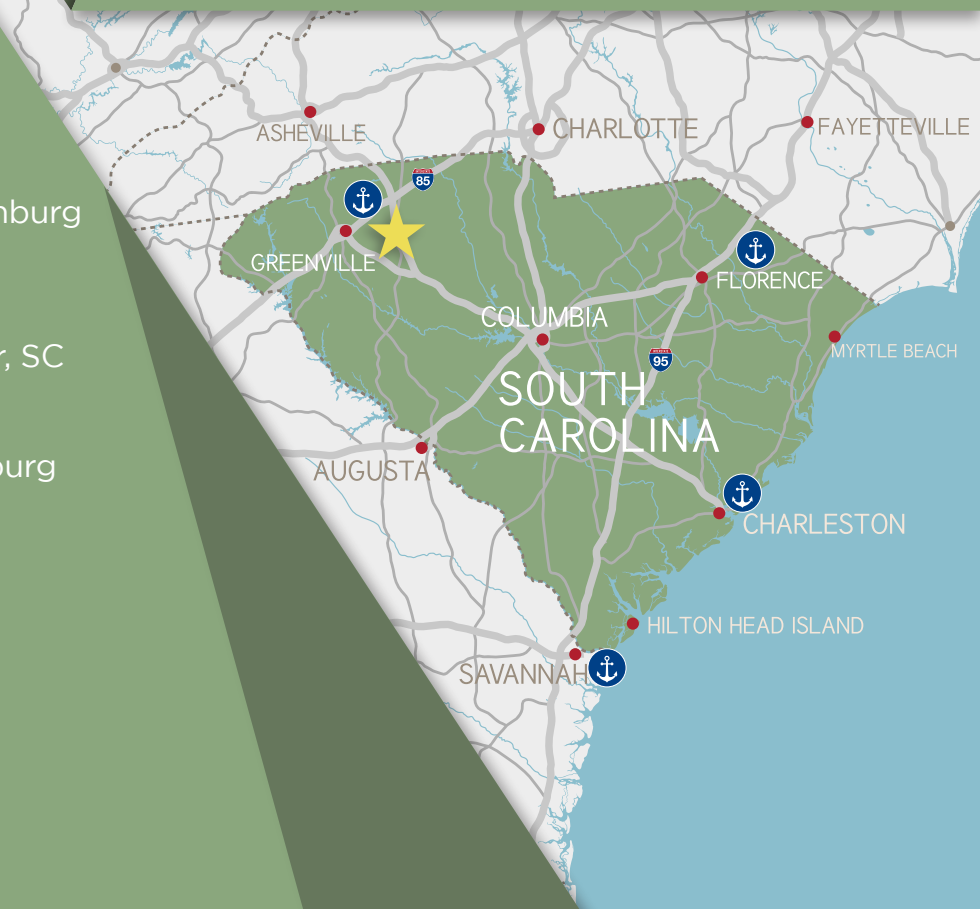 ASHEVILLE
CHARLOTTE
FAYETTEVILLE
85
nburg
GREENVILLE
FLORENCE
COLUMBIA
MYRTLE BEACH
r, SC
95
SOUTH
CAROLINA
burg
AUGUSTA
CHARLESTON
HILTON HEAD ISLAND
SAVANNAH